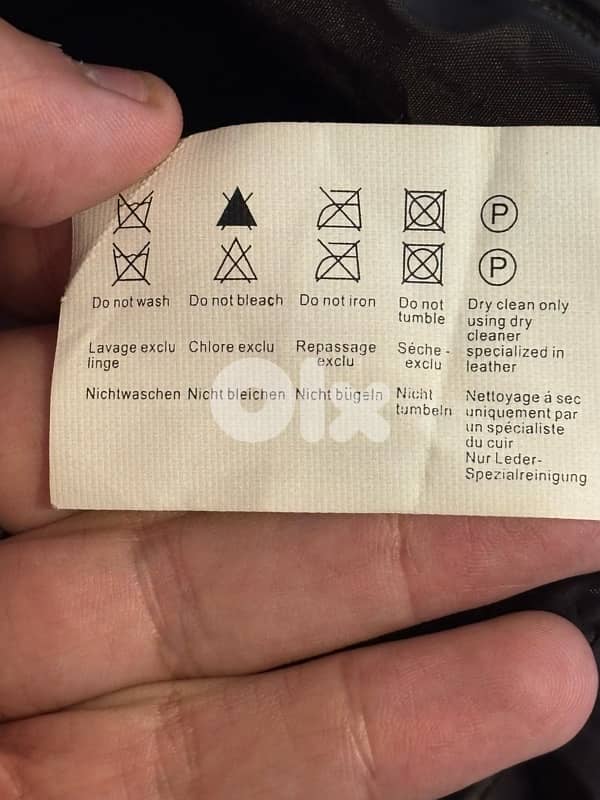 P
P
Do not wash
Do not bleach
Do not iron
Do not
tumble
Dry clean only
using dry
cleaner
specialized in
leather
Lavage exclu
linge
Chlore exclu
Repassage
exclu
Séche -
exclu
Nettoyage á sec
uniquement par
un spécialiste
du cuir
Nichtwaschen
Nicht bleichen
Nicht bügeln
Nicht
tumbeln
Nur Leder-
Spezialreinigung
Olx